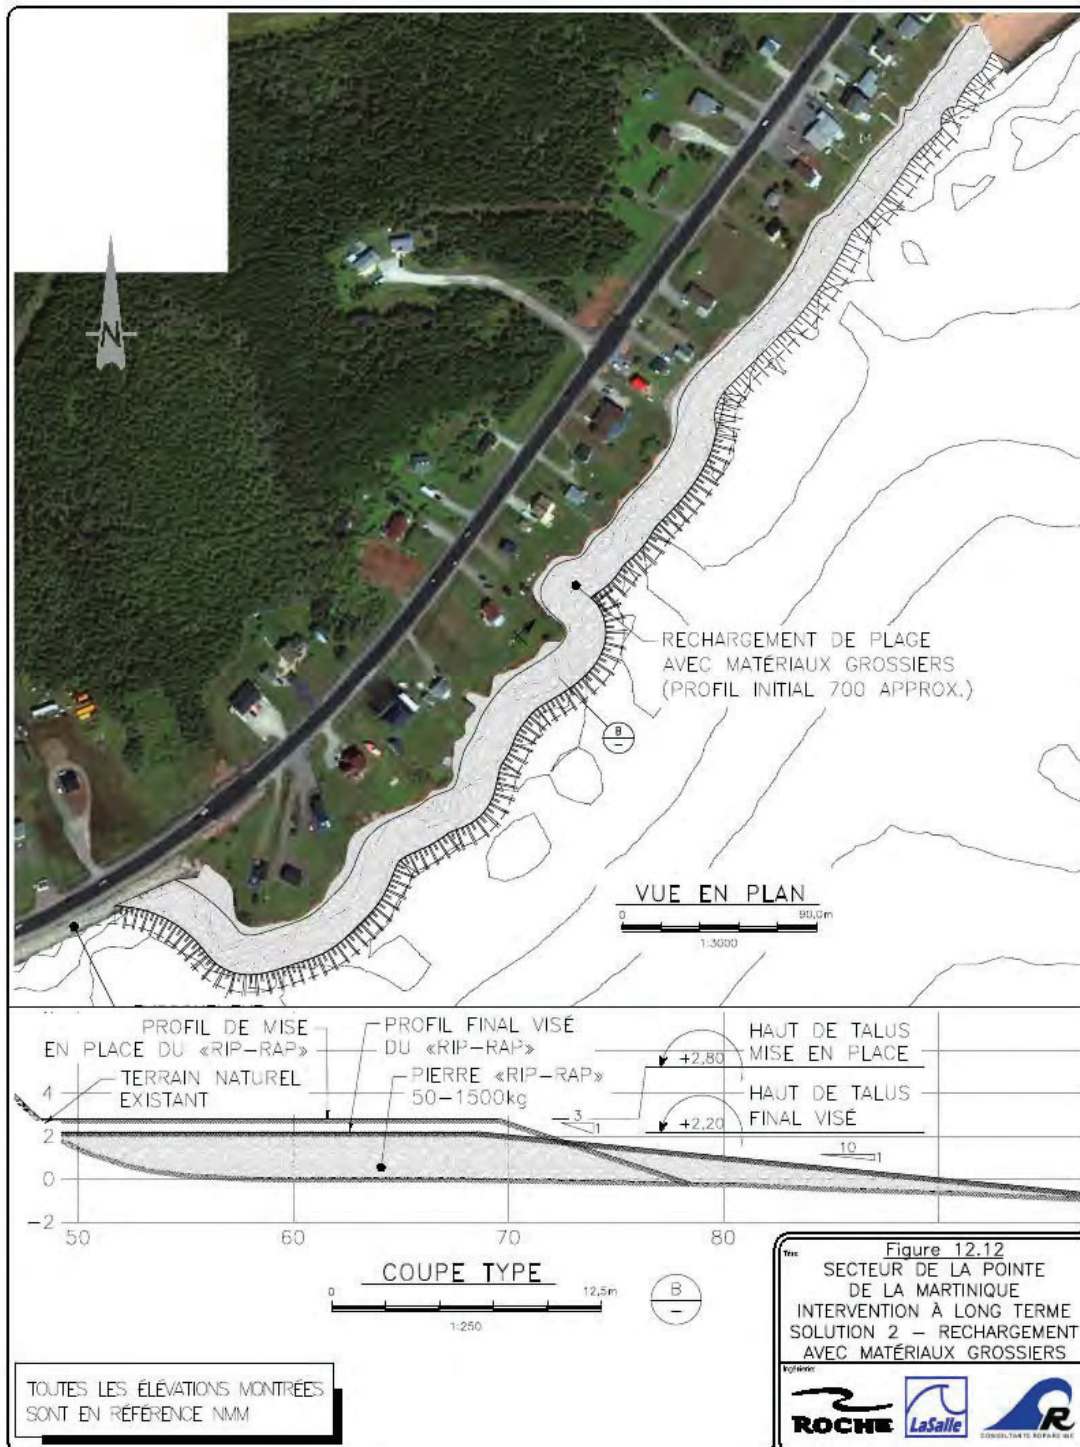 N
RECHARGEMENT DE PLAGE
AVEC MATÉRIAUX GROSSIERS
(PROFIL INITIAL 700 APPROX.)
B
–
VUE EN PLAN
0 90,0m
1:3000
PROFIL DE MISE
EN PLACE DU «RIP-RAP»
PROFIL FINAL VISÉ
DU «RIP-RAP»
HAUT DE TALUS
MISE EN PLACE
+2,80
TERRAIN NATUREL
EXISTANT
PIERRE «RIP-RAP»
50-1500kg
HAUT DE TALUS
FINAL VISÉ
+2,20
3
1
10
1
4
2
0
-2
50 60 70 80
COUPE TYPE
0 12,5m
1:250
B
–
TOUTES LES ÉLÉVATIONS MONTRÉES
SONT EN RÉFÉRENCE NMM
Titre:
Figure 12.12
SECTEUR DE LA POINTE
DE LA MARTINIQUE
INTERVENTION À LONG TERME
SOLUTION 2 – RECHARGEMENT
AVEC MATÉRIAUX GROSSIERS
Ingénierie:
ROCHE
LaSalle
R
CONSULTANTS ROPARS INC